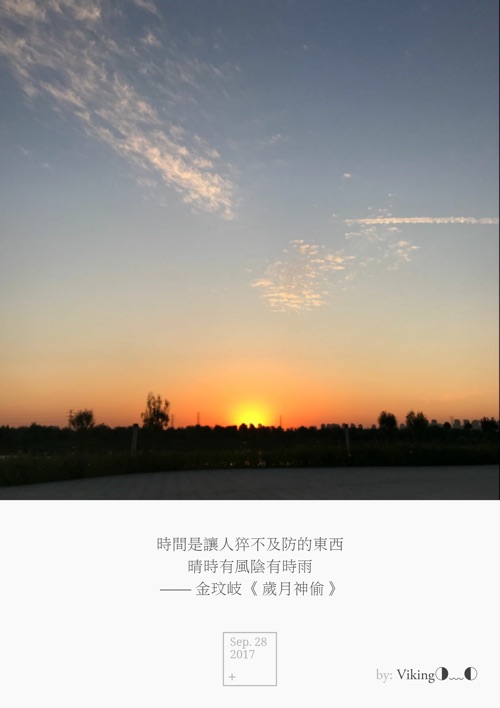 時間是讓人猝不及防的東西
晴時有風陰有時雨
—— 金玟岐《歲月神偷》
Sep. 28
2017
+
by: Viking◑﹏◐